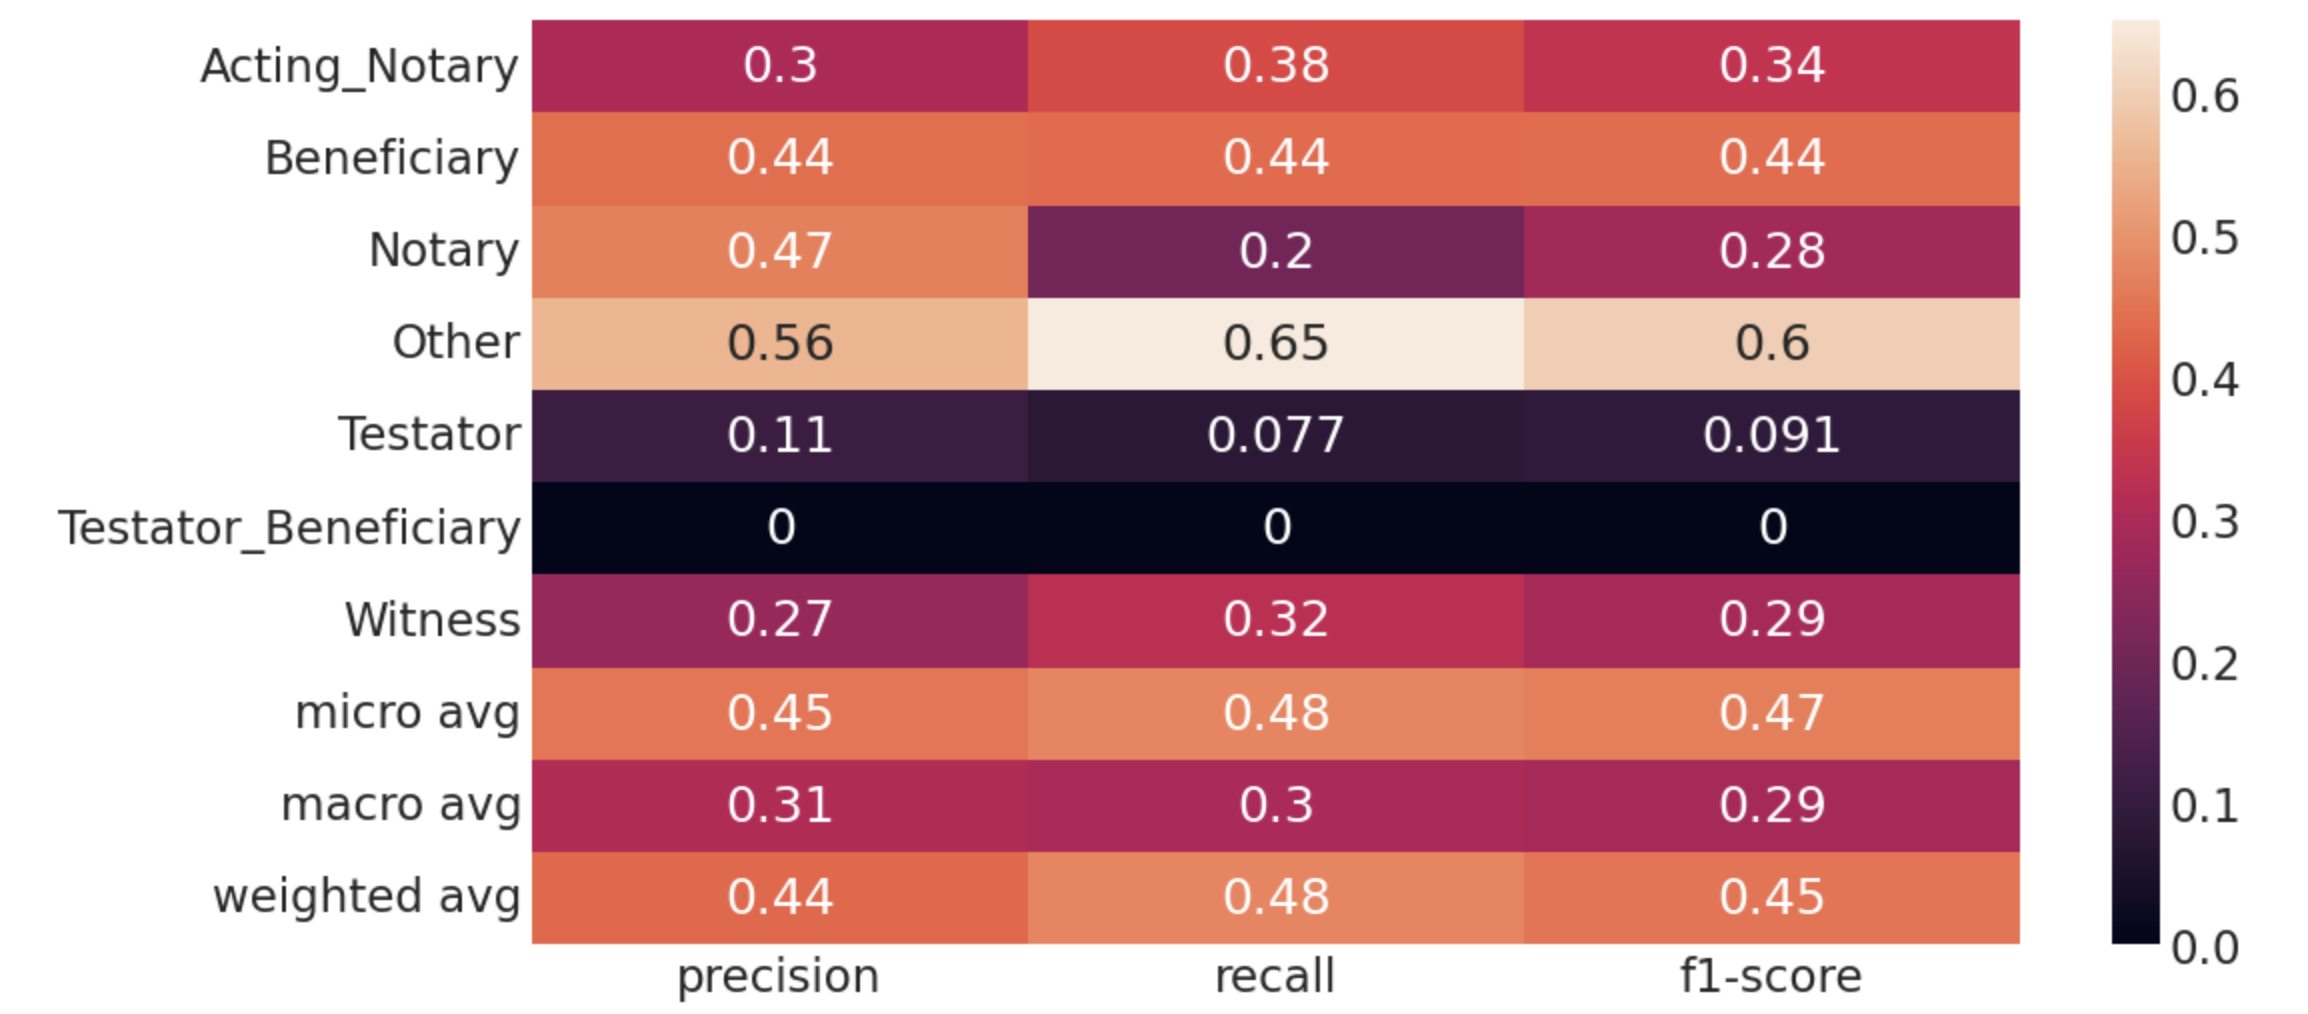 Acting_Notary 0.3 0.38 0.34
Beneficiary 0.44 0.44 0.44
Notary 0.47 0.2 0.28
Other 0.56 0.65 0.6
Testator 0.11 0.077 0.091
Testator_Beneficiary 0 0 0
Witness 0.27 0.32 0.29
micro avg 0.45 0.48 0.47
macro avg 0.31 0.3 0.29
weighted avg 0.44 0.48 0.45
precision recall f1-score
0.6
0.5
0.4
0.3
0.2
0.1
0.0